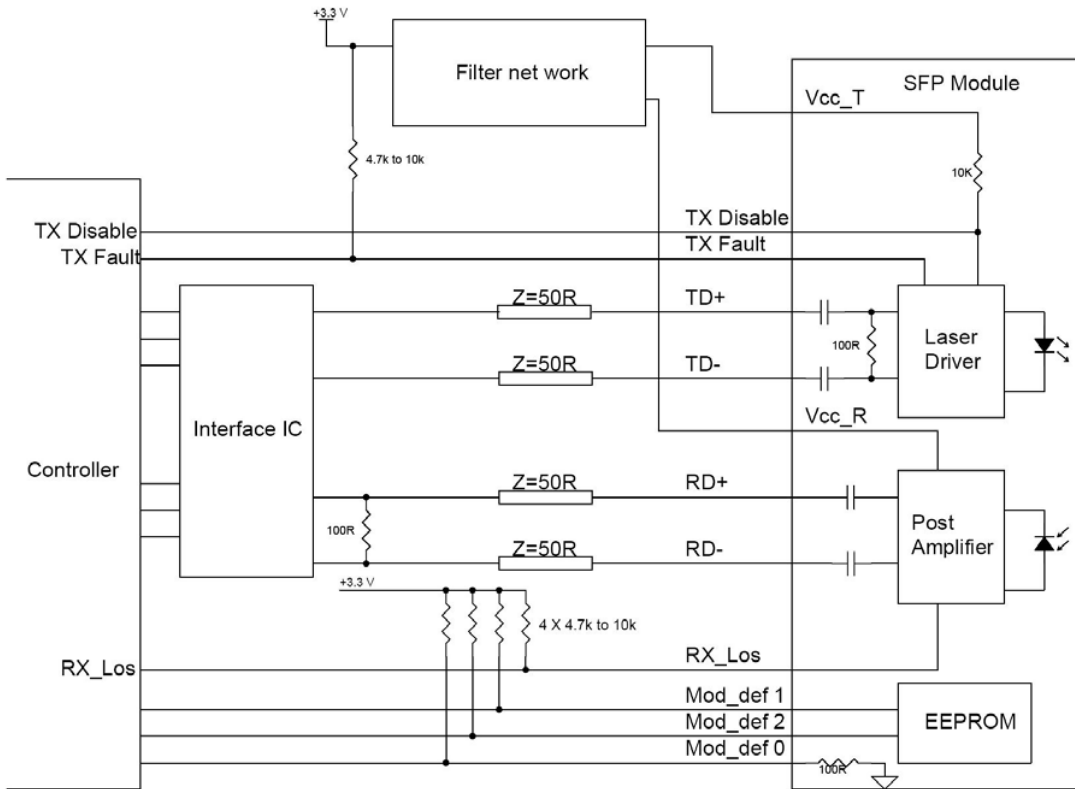 +3.3 V
Filter net work
SFP Module
Vcc_T
4.7k to 10k
10K
TX Disable
TX Disable
TX Fault
TX Fault
Z=50R
TD+
100R
Laser
Driver
Z=50R
TD-
Interface IC
Vcc_R
Controller
Z=50R
RD+
100R
Post
Amplifier
Z=50R
RD-
+3.3 V
4 X 4.7k to 10k
RX_Los
RX_Los
Mod_def 1
EEPROM
Mod_def 2
Mod_def 0
100R